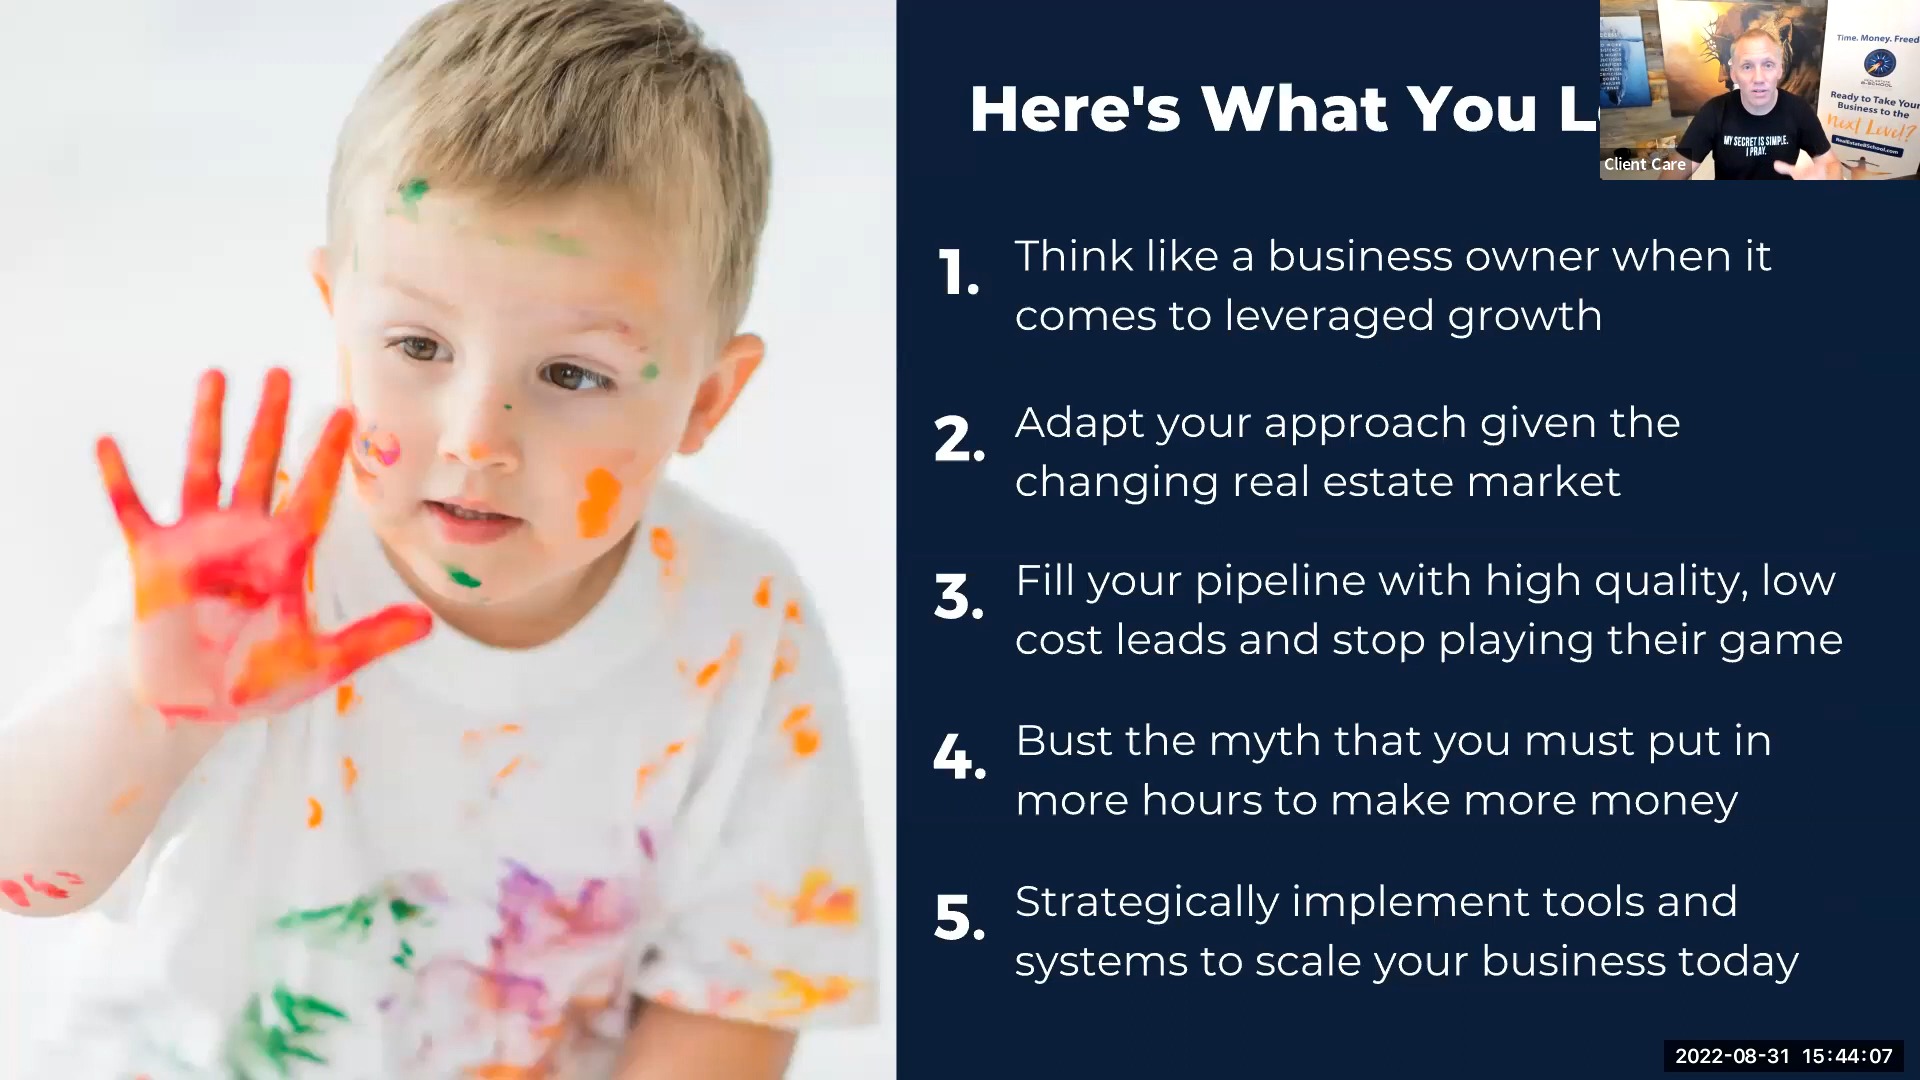 Here's What You L
1. Think like a business owner when it
comes to leveraged growth
2. Adapt your approach given the
changing real estate market
3. Fill your pipeline with high quality, low
cost leads and stop playing their game
4. Bust the myth that you must put in
more hours to make more money
5. Strategically implement tools and
systems to scale your business today
Time. Money. Freed
B-SCHOOL
Ready to Take Your
Business to the
Next Level?
RealEstateBSchool.com
MY SECRET IS SIMPLE.
I PRAY.
Client Care
2022-08-31 15:44:07